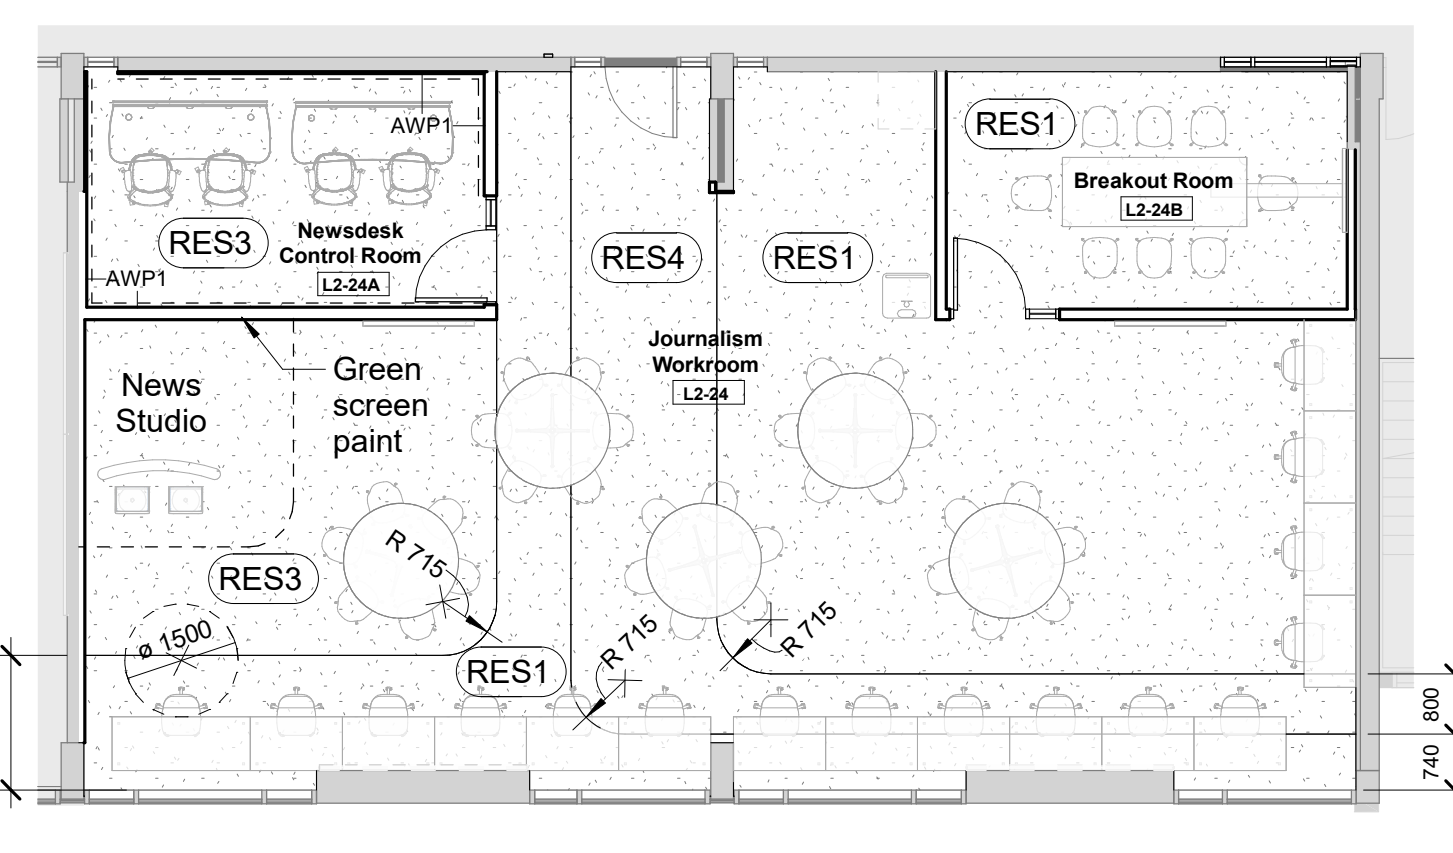 AWP1
RES1
Breakout Room
L2-24B
RES3
Newsdesk
Control Room
L2-24A
AWP1
RES4
RES1
Journalism
Workroom
L2-24
News
Studio
Green
screen
paint
R 715
RES3
ø 1500
RES1
R 715
R 715
800
740